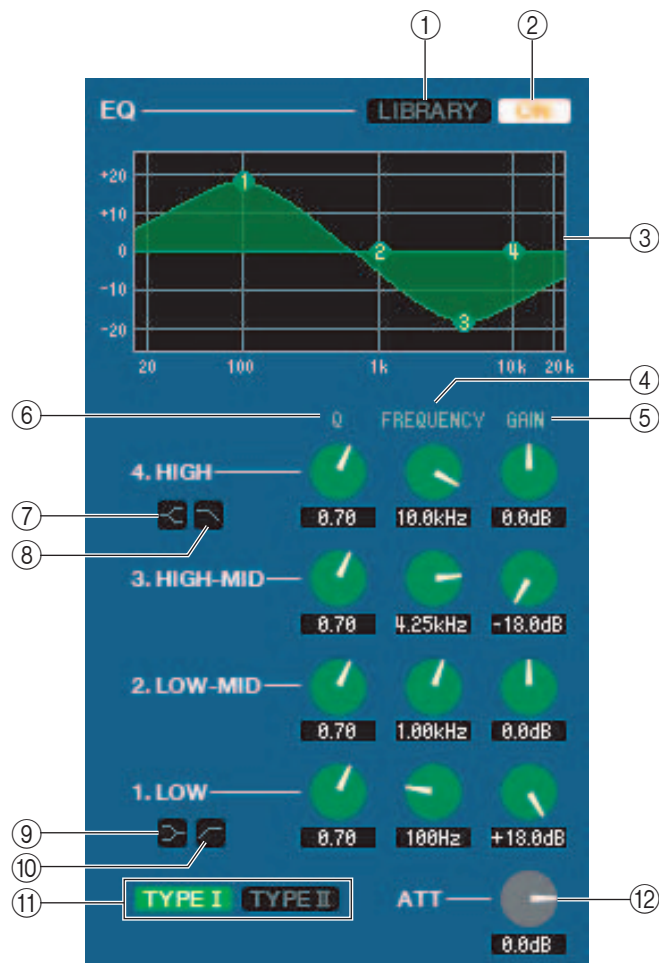 ① ②
EQ LIBRARY ON
+20
+10
0
-10
-20
1 2 3 4
③
20 100 1k 10k 20k
④
⑥ Q FREQUENCY GAIN ⑤
4. HIGH
⑦ 0.70 10.0kHz 0.0dB
⑧
3. HIGH-MID
0.70 4.25kHz -18.0dB
2. LOW-MID
0.70 1.00kHz 0.0dB
1. LOW
⑨ 0.70 100Hz +18.0dB
⑩
⑪ TYPE I TYPE II ATT ⑫
0.0dB